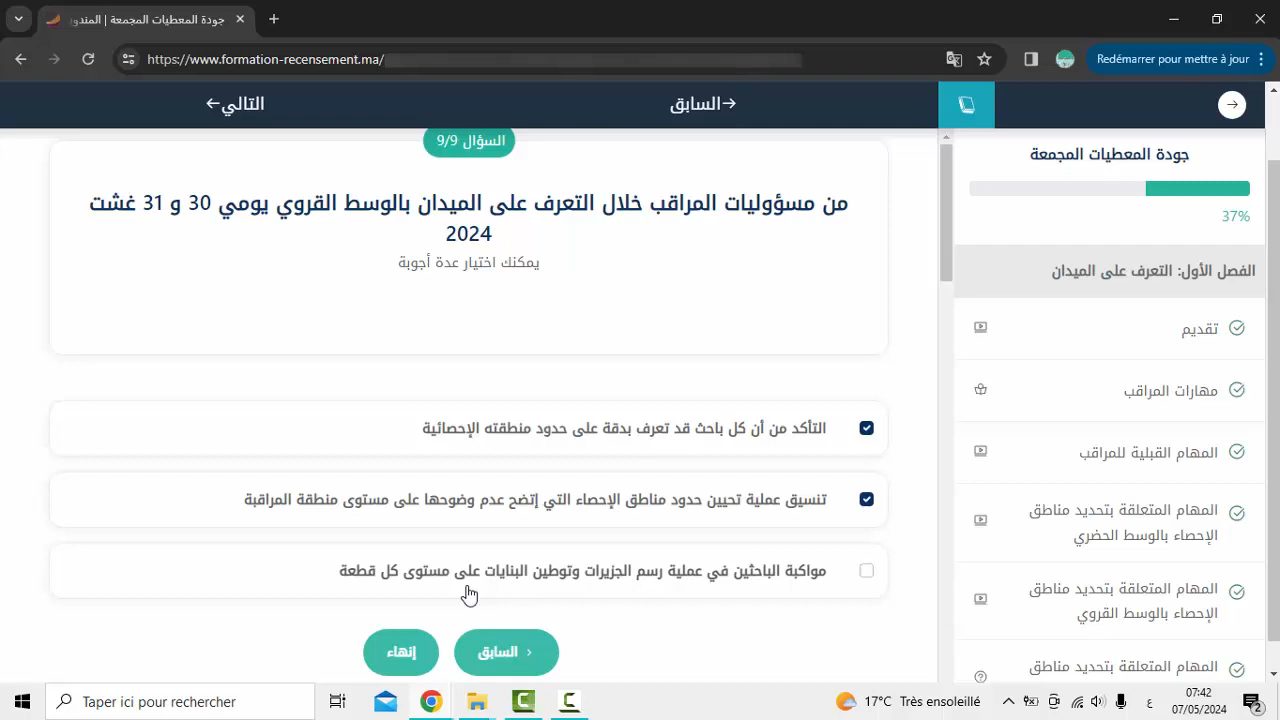 جودة المعطيات المجمعة | المندو
https://www.formation-recensement.ma/
Redémarrer pour mettre à jour
التالي
السابق
السؤال 9/9
من مسؤوليات المراقب خلال التعرف على الميدان بالوسط القروي يومي 30 و 31 غشت
2024
يمكنك اختيار عدة أجوبة
التأكد من أن كل باحث قد تعرف بدقة على حدود منطقته الإحصائية
تنسيق عملية تحيين حدود مناطق الإحصاء التي إتضح عدم وضوحها على مستوى منطقة المراقبة
مواكبة الباحثين في عملية رسم الجزيرات وتوطين البنايات على مستوى كل قطعة
السابق
إنهاء
جودة المعطيات المجمعة
37%
الفصل الأول: التعرف على الميدان
تقديم
مهارات المراقب
المهام القبلية للمراقب
المهام المتعلقة بتحديد مناطق
الإحصاء بالوسط الحضري
المهام المتعلقة بتحديد مناطق
الإحصاء بالوسط القروي
المهام المتعلقة بتحديد مناطق
Taper ici pour rechercher
17°C Très ensoleillé
ع
07:42
07/05/2024
2